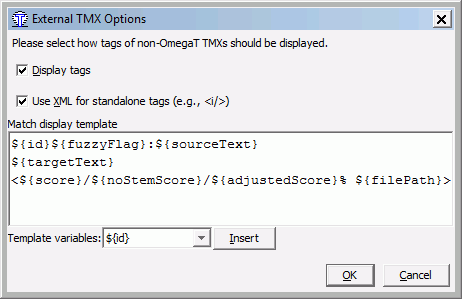 External TMX Options
Please select how tags of non-OmegaT TMXs should be displayed.
Display tags
Use XML for standalone tags (e.g., <i/>)
Match display template
${id}${fuzzyFlag}:${sourceText}
${targetText}
<${score}/${noStemScore}/${adjustedScore}% ${filePath}>
Template variables: ${id} Insert
OK Cancel